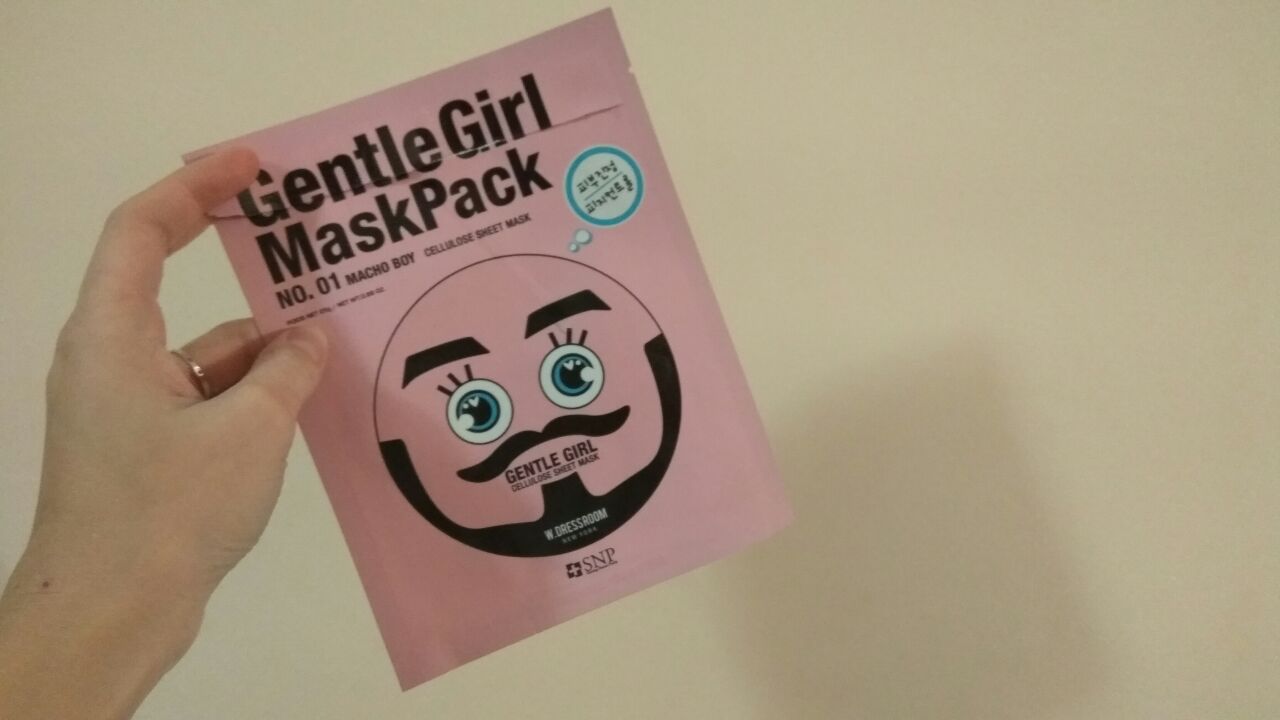 Gentle Girl
MaskPack
NO. 01 MACHO BOY CELLULOSE SHEET MASK
피부진정
피지컨트롤
GENTLE GIRL
CELLULOSE SHEET MASK
W.DRESSROOM
NEW YORK
SNP